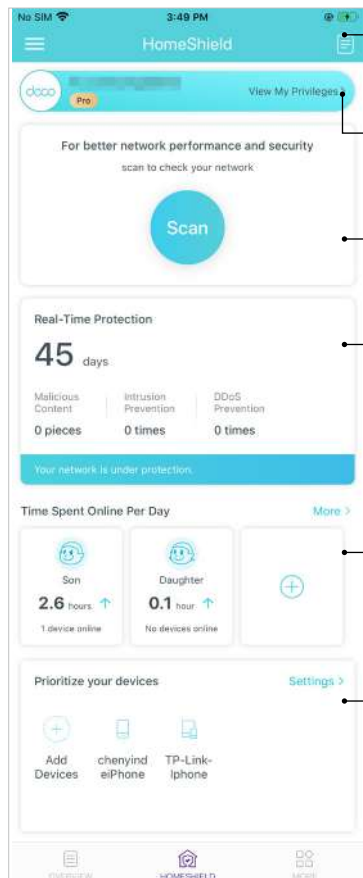 No SIM 3:49 PM
HomeShield
deco
Pro
View My Privileges >
For better network performance and security
scan to check your network
Scan
Real-Time Protection
45 days
Malicious Content
Intrusion Prevention
DDoS Prevention
0 pieces 0 times 0 times
Your network is under protection.
Time Spent Online Per Day More >
Son Daughter
2.6 hours ↑ 0.1 hour ↑
1 device online No devices online
Prioritize your devices Settings >
Add Devices
chenyind eiPhone
TP-Link-Iphone
OVERVIEW HOMESHIELD MORE